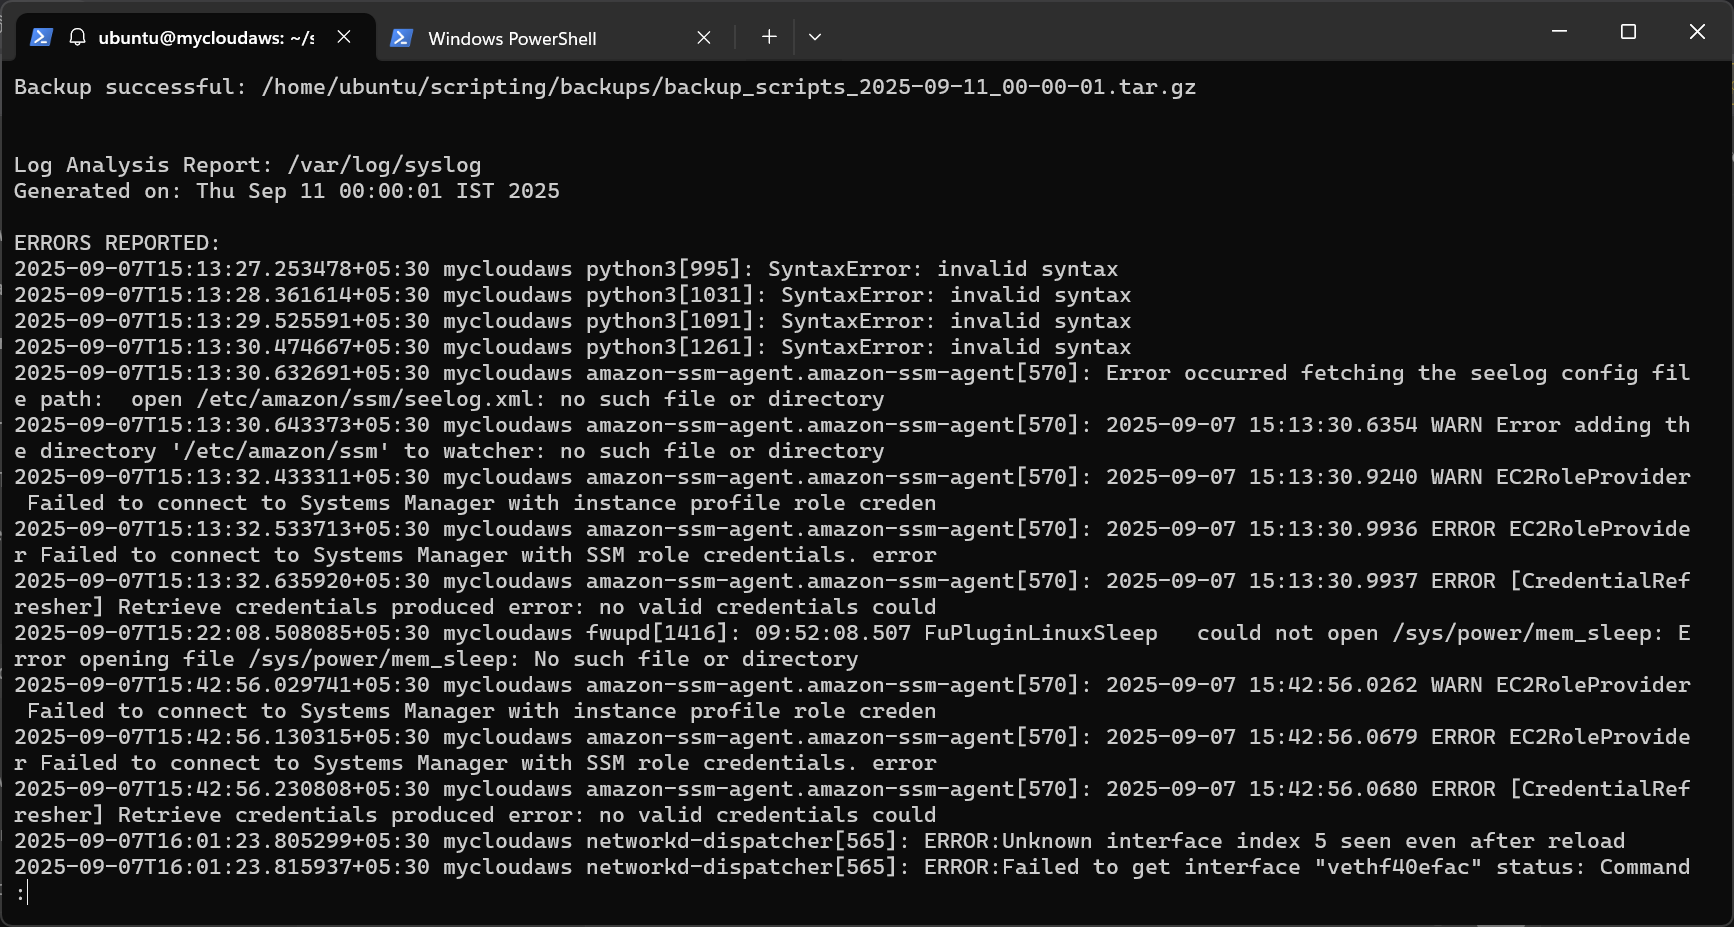 ubuntu@mycloudaws: ~/s
Windows PowerShell
Backup successful: /home/ubuntu/scripting/backups/backup_scripts_2025-09-11_00-00-01.tar.gz
Log Analysis Report: /var/log/syslog
Generated on: Thu Sep 11 00:00:01 IST 2025
ERRORS REPORTED:
2025-09-07T15:13:27.253478+05:30 mycloudaws python3[995]: SyntaxError: invalid syntax
2025-09-07T15:13:28.361614+05:30 mycloudaws python3[1031]: SyntaxError: invalid syntax
2025-09-07T15:13:29.525591+05:30 mycloudaws python3[1091]: SyntaxError: invalid syntax
2025-09-07T15:13:30.474667+05:30 mycloudaws python3[1261]: SyntaxError: invalid syntax
2025-09-07T15:13:30.632691+05:30 mycloudaws amazon-ssm-agent.amazon-ssm-agent[570]: Error occurred fetching the seelog config fil
e path:  open /etc/amazon/ssm/seelog.xml: no such file or directory
2025-09-07T15:13:30.643373+05:30 mycloudaws amazon-ssm-agent.amazon-ssm-agent[570]: 2025-09-07 15:13:30.6354 WARN Error adding th
e directory '/etc/amazon/ssm' to watcher: no such file or directory
2025-09-07T15:13:32.433311+05:30 mycloudaws amazon-ssm-agent.amazon-ssm-agent[570]: 2025-09-07 15:13:30.9240 WARN EC2RoleProvider
 Failed to connect to Systems Manager with instance profile role creden
2025-09-07T15:13:32.533713+05:30 mycloudaws amazon-ssm-agent.amazon-ssm-agent[570]: 2025-09-07 15:13:30.9936 ERROR EC2RoleProvide
r Failed to connect to Systems Manager with SSM role credentials. error
2025-09-07T15:13:32.635920+05:30 mycloudaws amazon-ssm-agent.amazon-ssm-agent[570]: 2025-09-07 15:13:30.9937 ERROR [CredentialRef
resher] Retrieve credentials produced error: no valid credentials could
2025-09-07T15:22:08.508085+05:30 mycloudaws fwupd[1416]: 09:52:08.507 FuPluginLinuxSleep   could not open /sys/power/mem_sleep: E
rror opening file /sys/power/mem_sleep: No such file or directory
2025-09-07T15:42:56.029741+05:30 mycloudaws amazon-ssm-agent.amazon-ssm-agent[570]: 2025-09-07 15:42:56.0262 WARN EC2RoleProvider
 Failed to connect to Systems Manager with instance profile role creden
2025-09-07T15:42:56.130315+05:30 mycloudaws amazon-ssm-agent.amazon-ssm-agent[570]: 2025-09-07 15:42:56.0679 ERROR EC2RoleProvide
r Failed to connect to Systems Manager with SSM role credentials. error
2025-09-07T15:42:56.230808+05:30 mycloudaws amazon-ssm-agent.amazon-ssm-agent[570]: 2025-09-07 15:42:56.0680 ERROR [CredentialRef
resher] Retrieve credentials produced error: no valid credentials could
2025-09-07T16:01:23.805299+05:30 mycloudaws networkd-dispatcher[565]: ERROR:Unknown interface index 5 seen even after reload
2025-09-07T16:01:23.815937+05:30 mycloudaws networkd-dispatcher[565]: ERROR:Failed to get interface "vethf40efac" status: Command
: